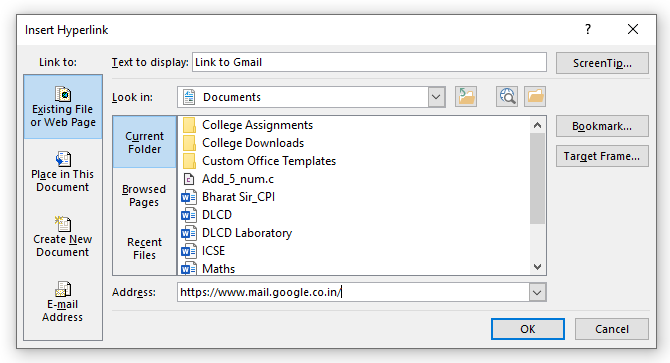 Insert Hyperlink
? ×
Link to:
Text to display: Link to Gmail
ScreenTip...
Existing File
or Web Page
Look in: Documents
Current
Folder
College Assignments
College Downloads
Custom Office Templates
Add_5_num.c
Bharat Sir_CPI
DLCD
DLCD Laboratory
ICSE
Maths
Bookmark...
Target Frame...
Place in This
Document
Browsed
Pages
Create New
Document
Recent
Files
E-mail
Address
Address: https://www.mail.google.co.in/
OK
Cancel